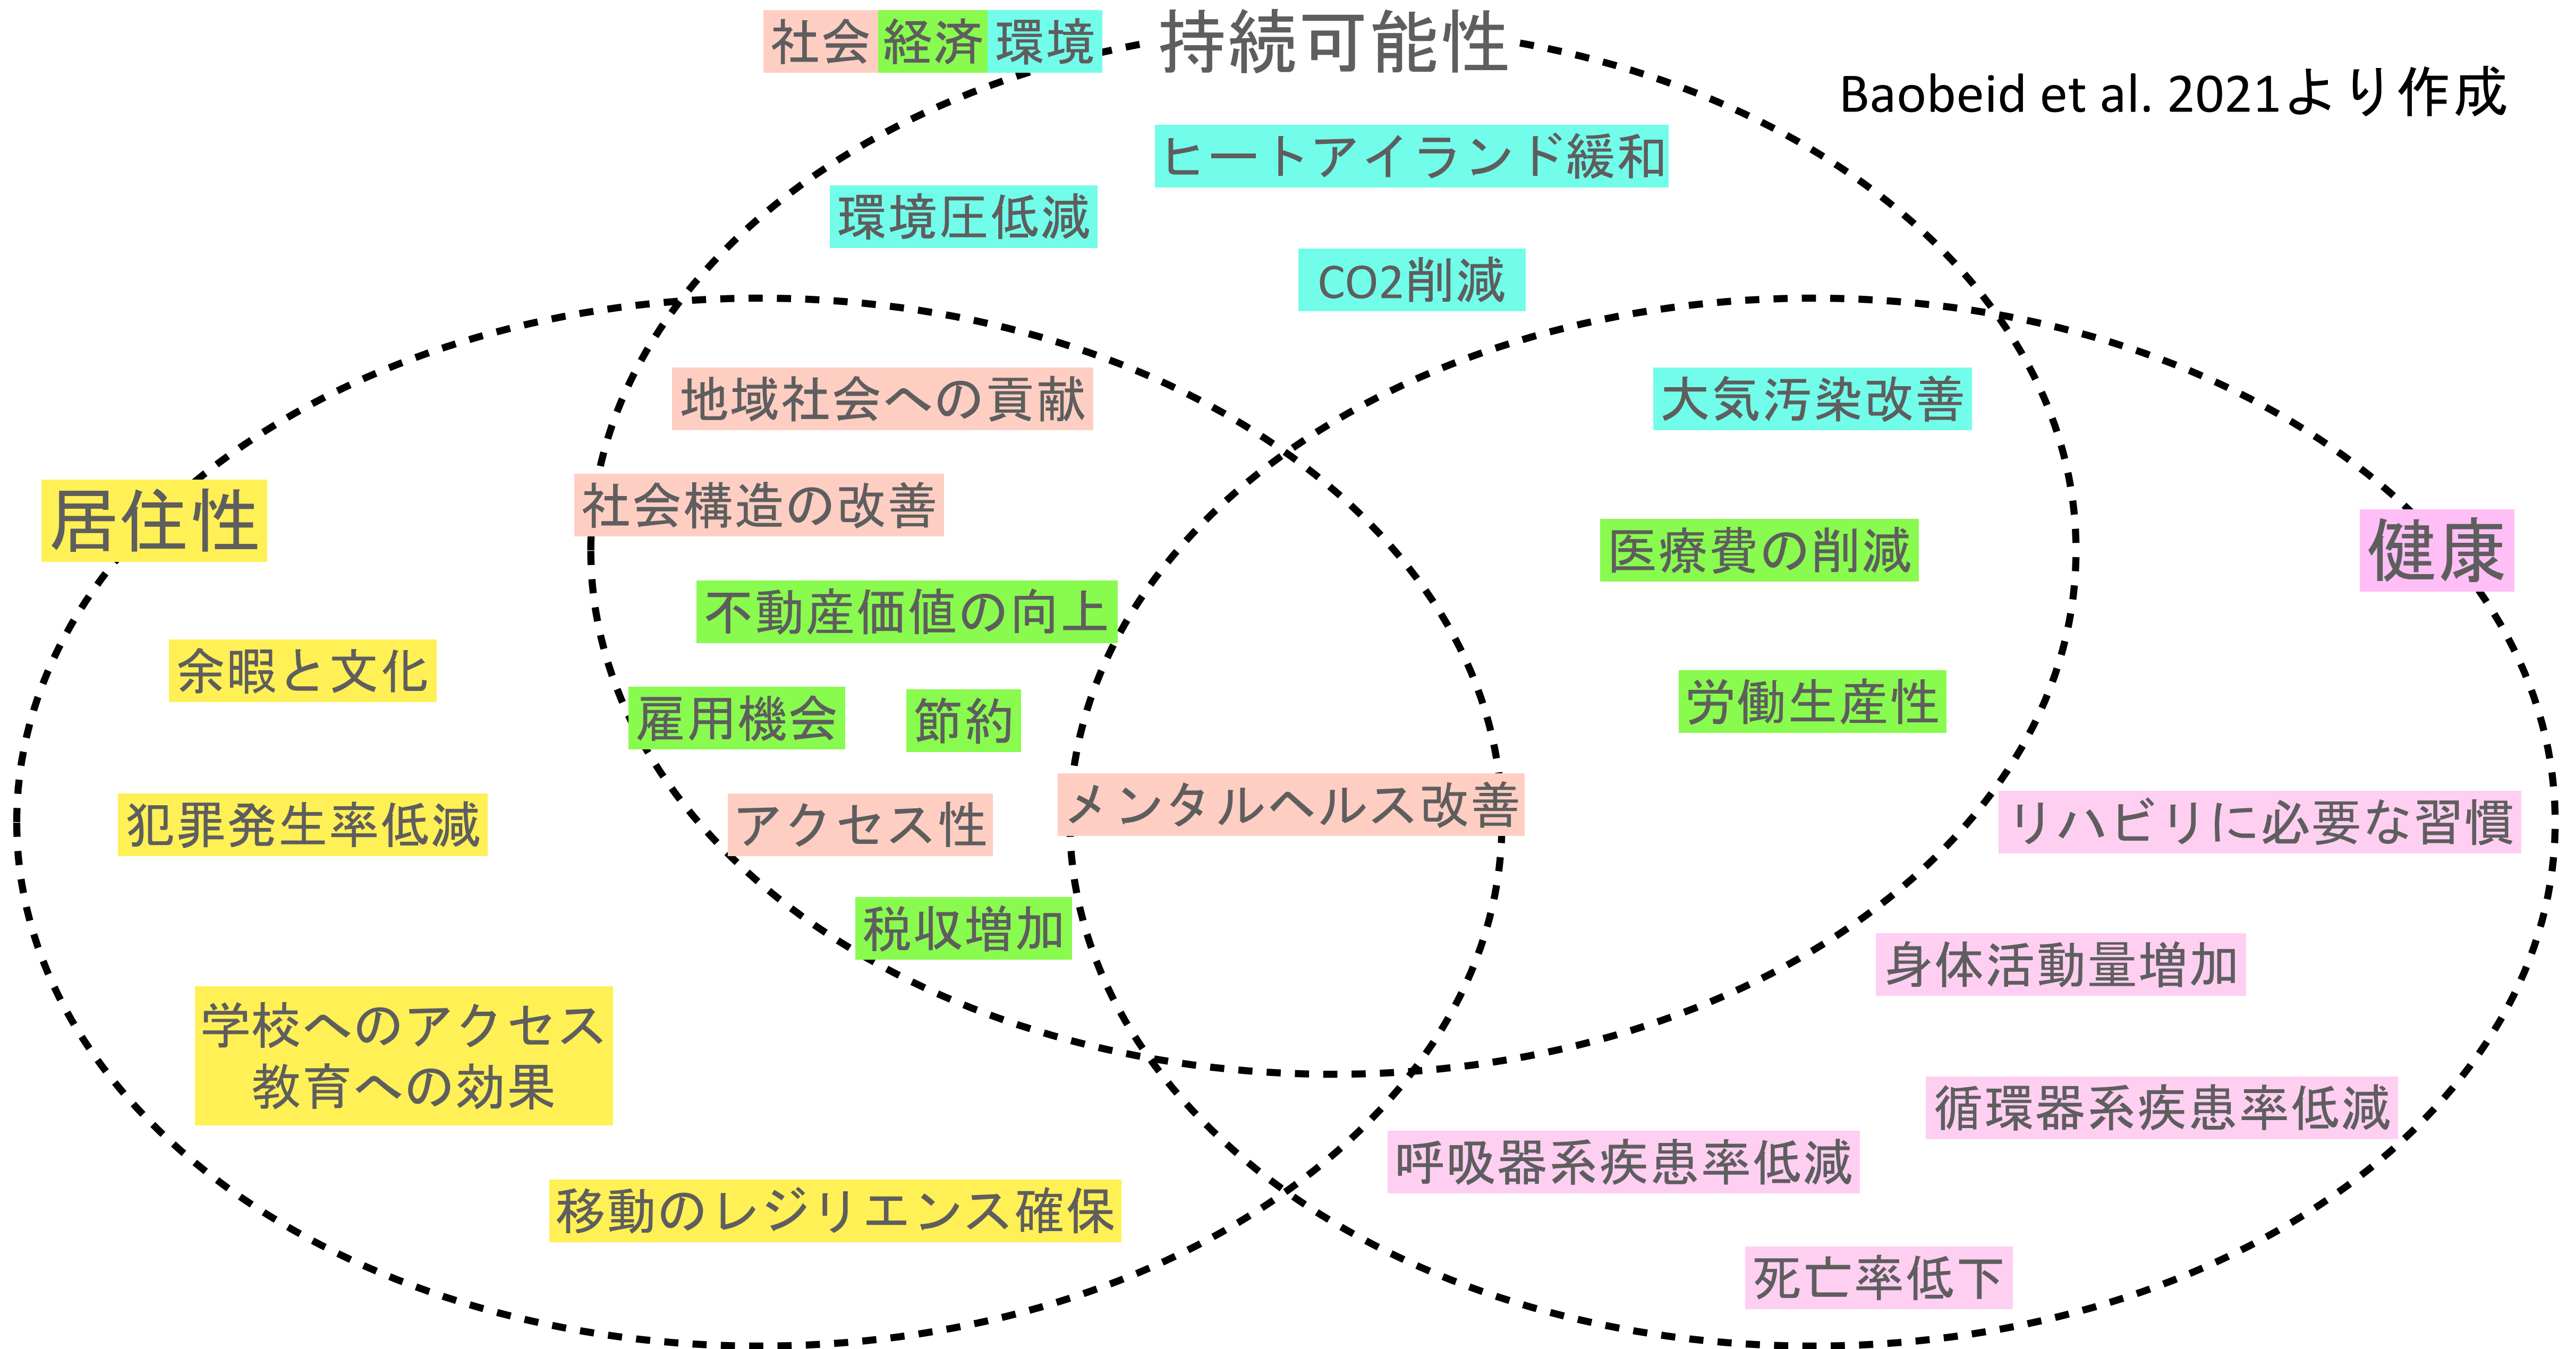 社会 経済 環境 持続可能性
Baobeid et al. 2021より作成
ヒートアイランド緩和
環境圧低減
CO2削減
地域社会への貢献
大気汚染改善
居住性
社会構造の改善
医療費の削減
健康
不動産価値の向上
余暇と文化
雇用機会
節約
労働生産性
犯罪発生率低減
アクセス性
メンタルヘルス改善
リハビリに必要な習慣
税収増加
身体活動量増加
学校へのアクセス
教育への効果
循環器系疾患率低減
呼吸器系疾患率低減
移動のレジリエンス確保
死亡率低下